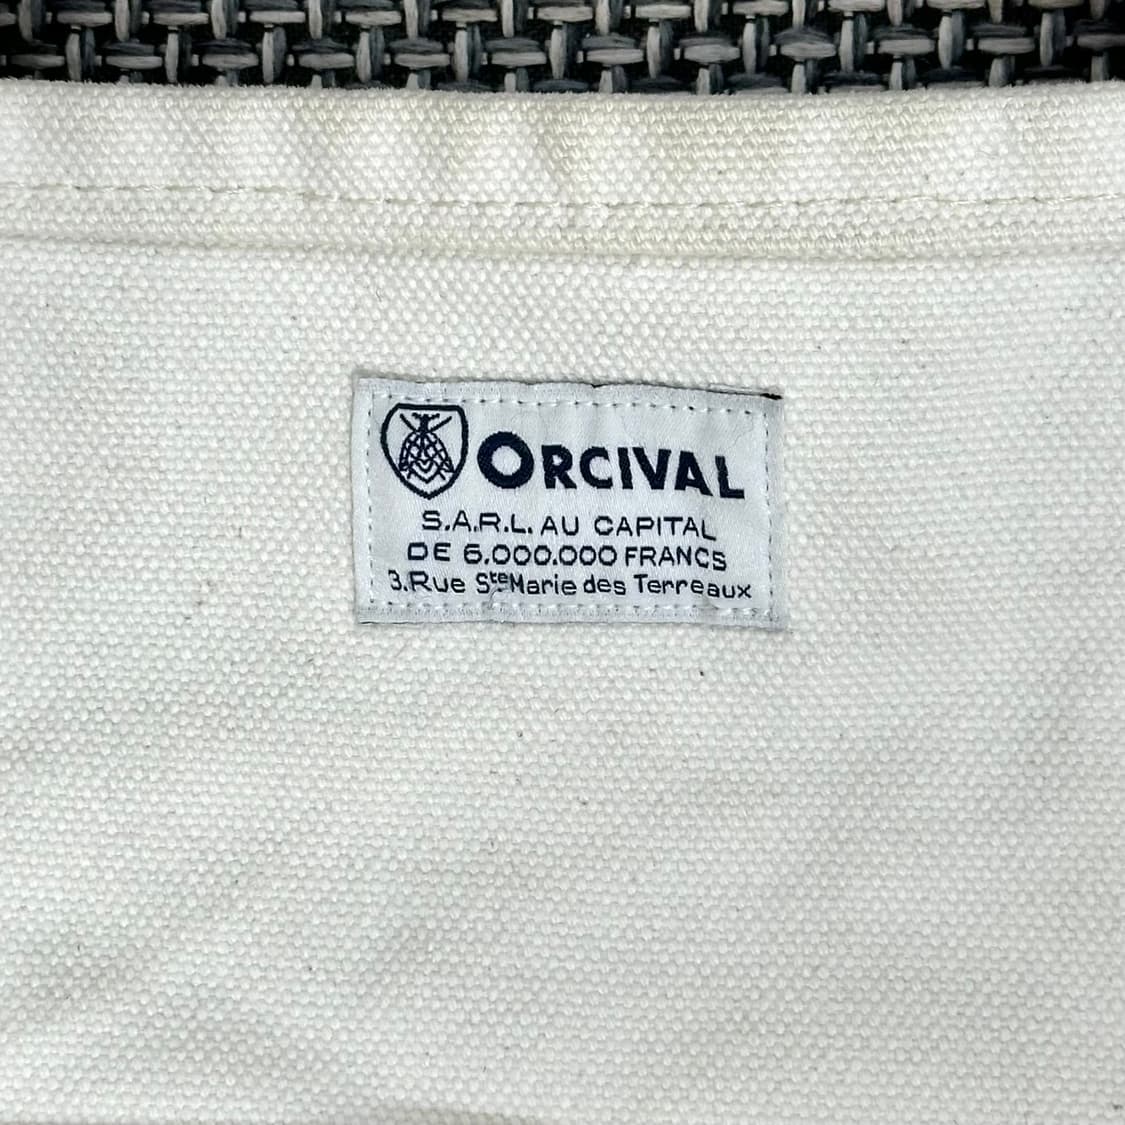 ORCIVAL
S.A.R.L. AU CAPITAL
DE 6.000.000 FRANCS
3.Rue Ste Marie des Terreaux